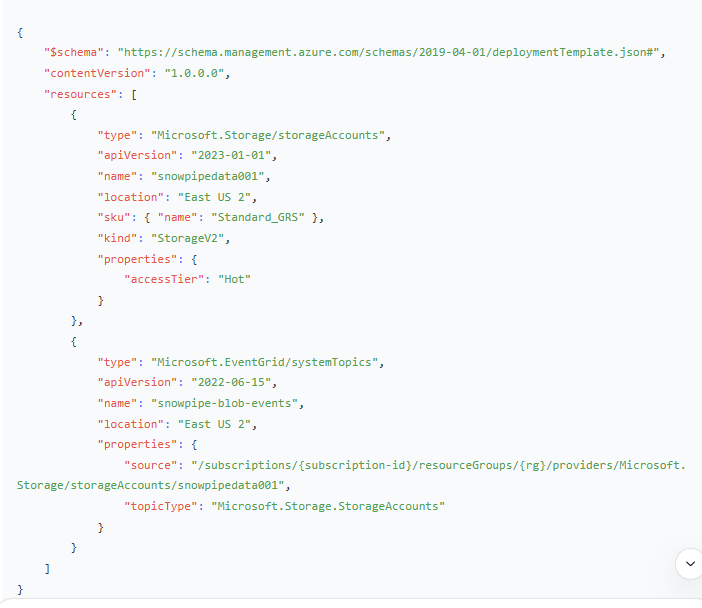 {
    "$schema": "https://schema.management.azure.com/schemas/2019-04-01/deploymentTemplate.json#",
    "contentVersion": "1.0.0.0",
    "resources": [
        {
            "type": "Microsoft.Storage/storageAccounts",
            "apiVersion": "2023-01-01",
            "name": "snowpipedata001",
            "location": "East US 2",
            "sku": { "name": "Standard_GRS" },
            "kind": "StorageV2",
            "properties": {
                "accessTier": "Hot"
            }
        },
        {
            "type": "Microsoft.EventGrid/systemTopics",
            "apiVersion": "2022-06-15",
            "name": "snowpipe-blob-events",
            "location": "East US 2",
            "properties": {
                "source": "/subscriptions/{subscription-id}/resourceGroups/{rg}/providers/Microsoft.
Storage/storageAccounts/snowpipedata001",
                "topicType": "Microsoft.Storage.StorageAccounts"
            }
        }
    ]
}